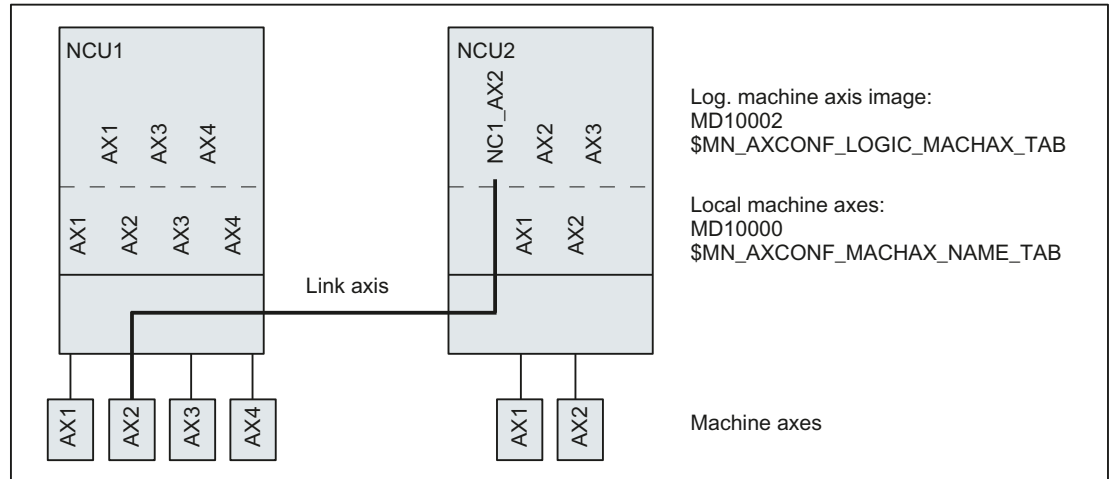 NCU1
NCU2
AX1
AX3
AX4
NC1_AX2
AX2
AX3
Log. machine axis image:
MD10002
$MN_AXCONF_LOGIC_MACHAX_TAB
AX1
AX2
AX3
AX4
AX1
AX2
Local machine axes:
MD10000
$MN_AXCONF_MACHAX_NAME_TAB
Link axis
AX1
AX2
AX3
AX4
AX1
AX2
Machine axes